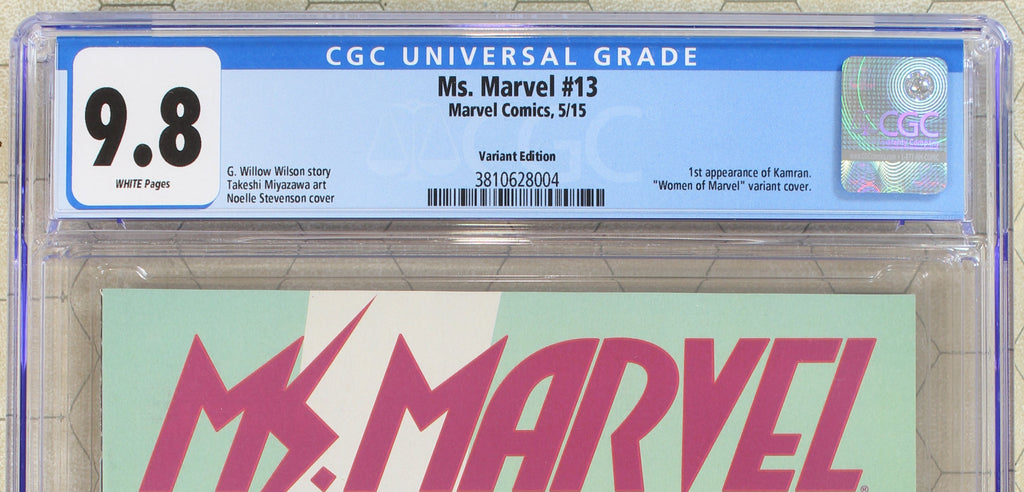 CGC UNIVERSAL GRADE
9.8
WHITE Pages
Ms. Marvel #13
Marvel Comics, 5/15
Variant Edition
3810628004
G. Willow Wilson story
Takeshi Miyazawa art
Noelle Stevenson cover
1st appearance of Kamran.
"Women of Marvel" variant cover.
CGC
CGC
MS. MARVEL
®